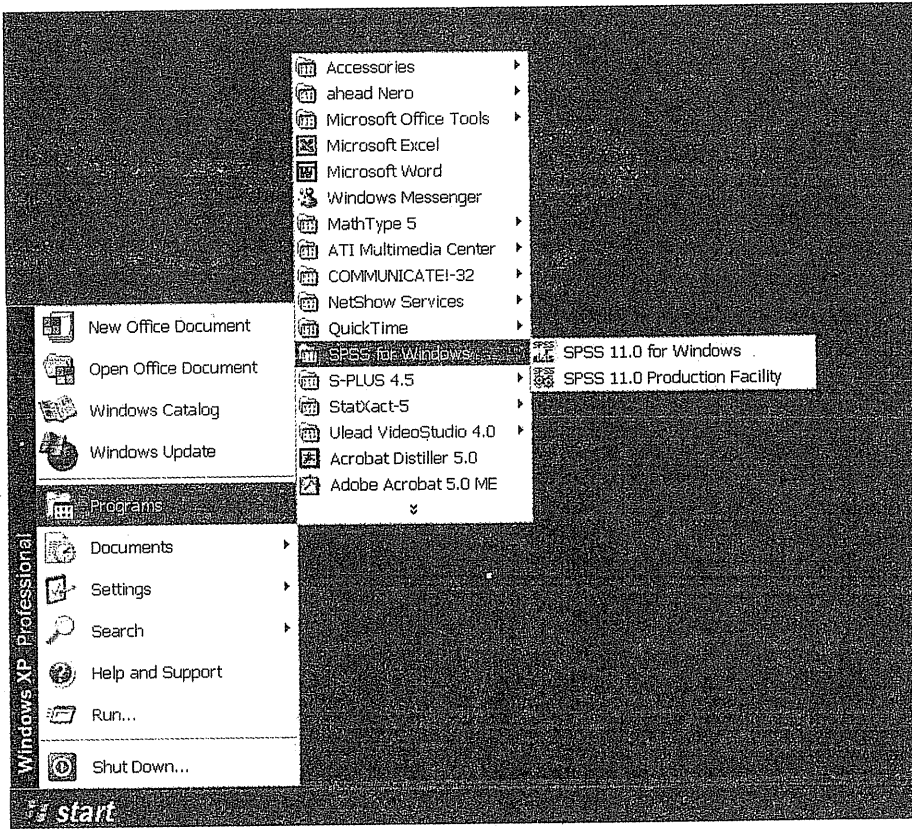 Accessories
ahead Nero
Microsoft Office Tools
Microsoft Excel
Microsoft Word
Windows Messenger
MathType 5
ATI Multimedia Center
COMMUNICATE!-32
NetShow Services
QuickTime
SPSS for Windows
S-PLUS 4.5
StatXact-5
Ulead VideoStudio 4.0
Acrobat Distiller 5.0
Adobe Acrobat 5.0 ME
SPSS 11.0 for Windows
SPSS 11.0 Production Facility
New Office Document
Open Office Document
Windows Catalog
Windows Update
Programs
Documents
Settings
Search
Help and Support
Run...
Shut Down...
Windows XP Professional
start